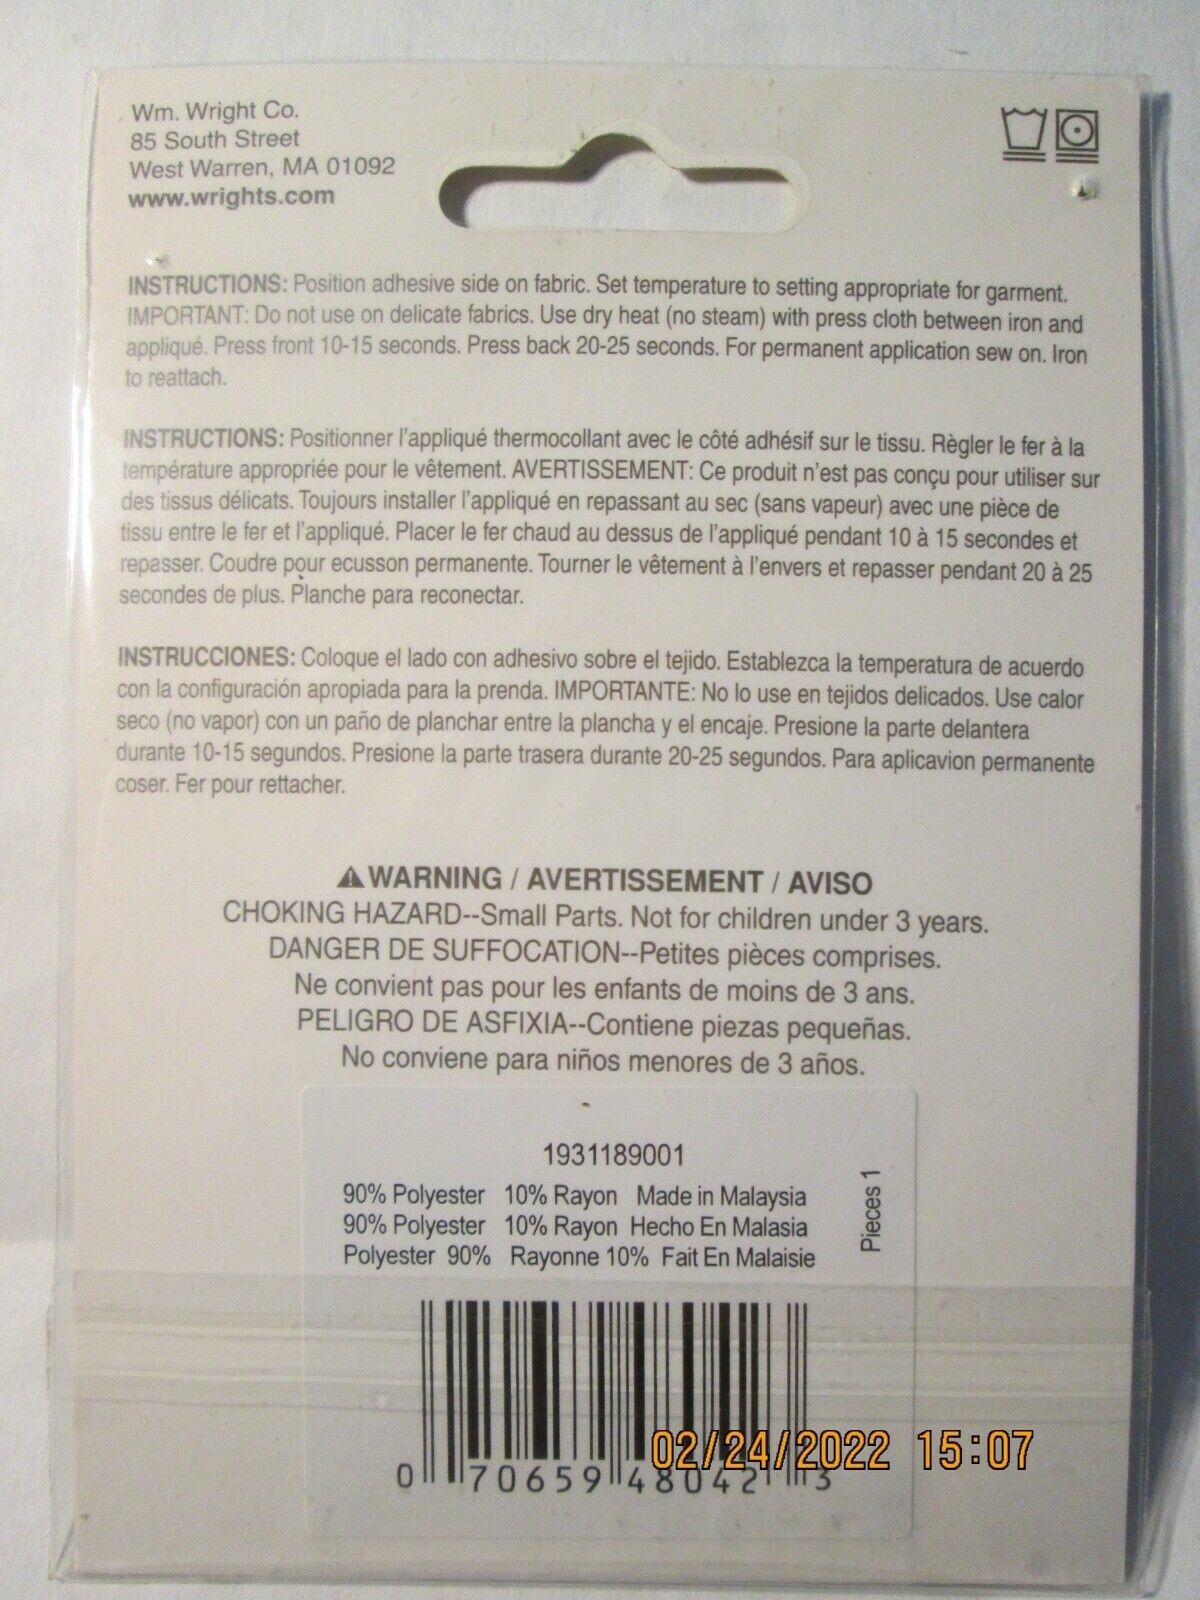 Wm. Wright Co.
85 South Street
West Warren, MA 01092
www.wrights.com
INSTRUCTIONS: Position adhesive side on fabric. Set temperature to setting appropriate for garment.
IMPORTANT: Do not use on delicate fabrics. Use dry heat (no steam) with press cloth between iron and
appliqué. Press front 10-15 seconds. Press back 20-25 seconds. For permanent application sew on. Iron
to reattach.
INSTRUCTIONS: Positionner l'appliqué thermocollant avec le côté adhésif sur le tissu. Règler le fer à la
température appropriée pour le vêtement. AVERTISSEMENT: Ce produit n'est pas conçu pour utiliser sur
des tissus délicats. Toujours installer l'appliqué en repassant au sec (sans vapeur) avec une pièce de
tissu entre le fer et l'appliqué. Placer le fer chaud au dessus de l'appliqué pendant 10 à 15 secondes et
repasser. Coudre pour ecusson permanente. Tourner le vêtement à l'envers et repasser pendant 20 à 25
secondes de plus. Planche para reconectar.
INSTRUCCIONES: Coloque el lado con adhesivo sobre el tejido. Establezca la temperatura de acuerdo
con la configuración apropiada para la prenda. IMPORTANTE: No lo use en tejidos delicados. Use calor
seco (no vapor) con un paño de planchar entre la plancha y el encaje. Presione la parte delantera
durante 10-15 segundos. Presione la parte trasera durante 20-25 segundos. Para aplicavion permanente
coser. Fer pour rettacher.
⚠WARNING / AVERTISSEMENT / AVISO
CHOKING HAZARD--Small Parts. Not for children under 3 years.
DANGER DE SUFFOCATION--Petites pièces comprises.
Ne convient pas pour les enfants de moins de 3 ans.
PELIGRO DE ASFIXIA--Contiene piezas pequeñas.
No conviene para niños menores de 3 años.
1931189001
90% Polyester 10% Rayon Made in Malaysia
90% Polyester 10% Rayon Hecho En Malasia
Polyester 90% Rayonne 10% Fait En Malaisie
Pieces 1
0 70659 48042 3
02/24/2022 15:07